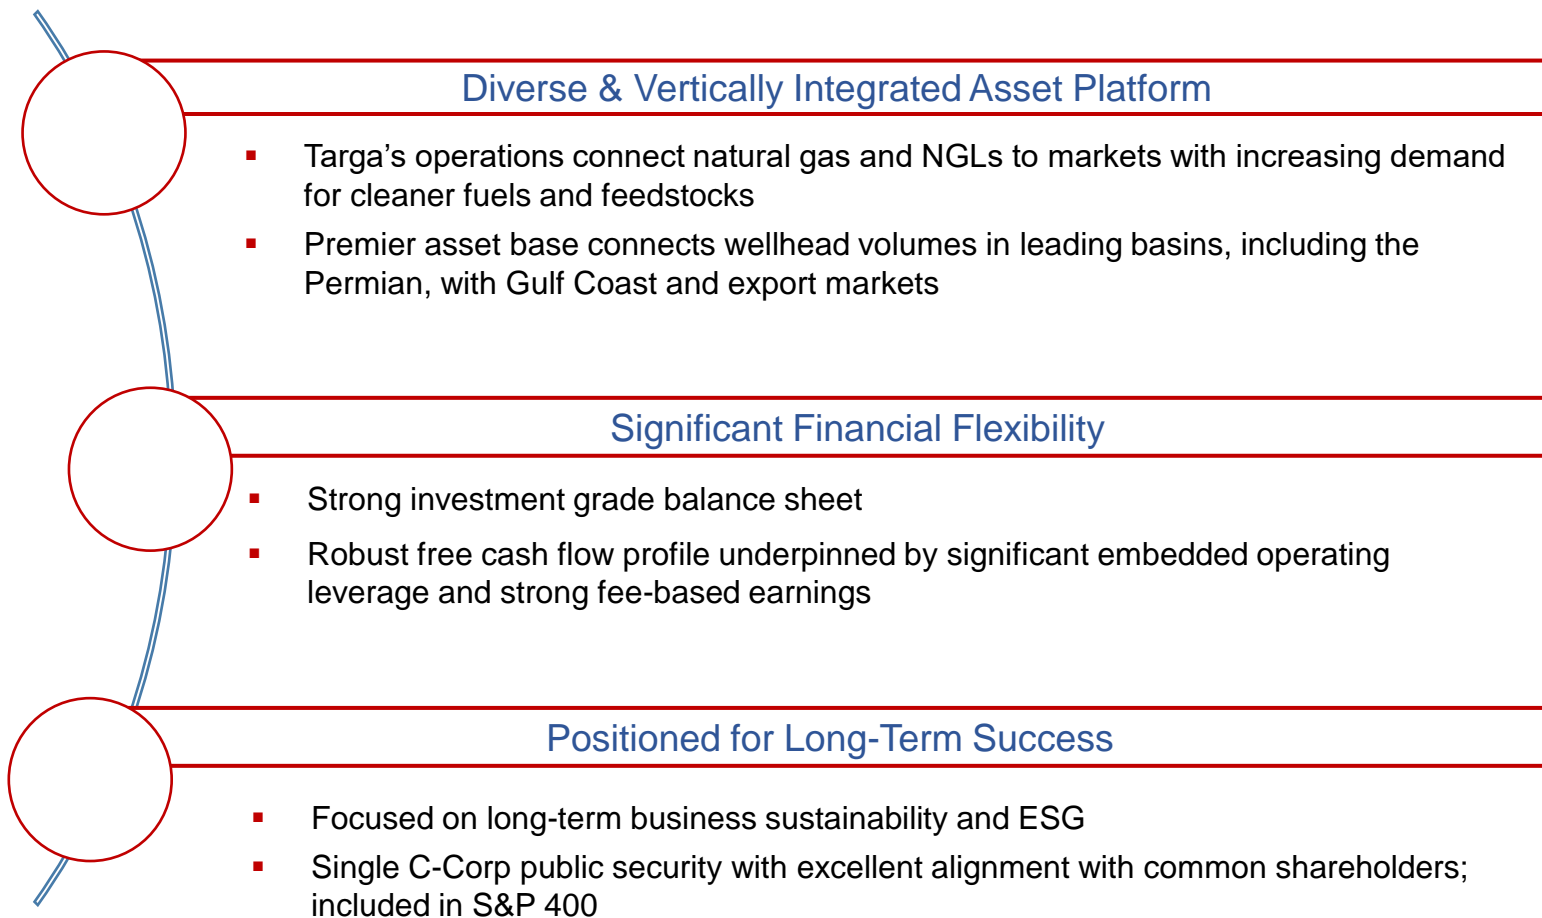 Diverse & Vertically Integrated Asset Platform
▪ Targa’s operations connect natural gas and NGLs to markets with increasing demand
for cleaner fuels and feedstocks
▪ Premier asset base connects wellhead volumes in leading basins, including the
Permian, with Gulf Coast and export markets
Significant Financial Flexibility
▪ Strong investment grade balance sheet
▪ Robust free cash flow profile underpinned by significant embedded operating
leverage and strong fee-based earnings
Positioned for Long-Term Success
▪ Focused on long-term business sustainability and ESG
▪ Single C-Corp public security with excellent alignment with common shareholders;
included in S&P 400